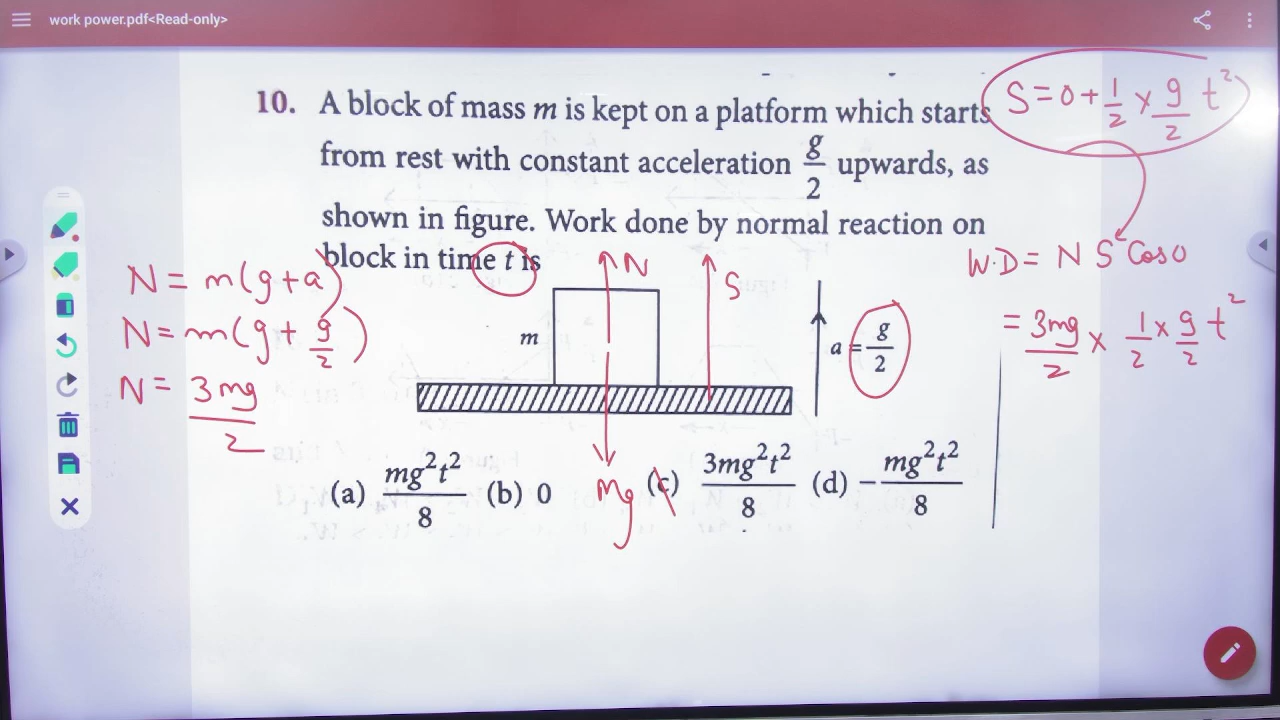 work power.pdf<Read-only>
10. A block of mass m is kept on a platform which starts
from rest with constant acceleration g/2 upwards, as
shown in figure. Work done by normal reaction on
block in time t is
S = 0 + 1/2 × g/2 t²
W.D = N S Cos0
= 3mg/2 × 1/2 × g/2 t²
N = m(g+a)
N = m(g + g/2)
N = 3mg/2
N
S
m
a = g/2
mg
(a) mg²t²/8 (b) 0 (c) 3mg²t²/8 (d) - mg²t²/8